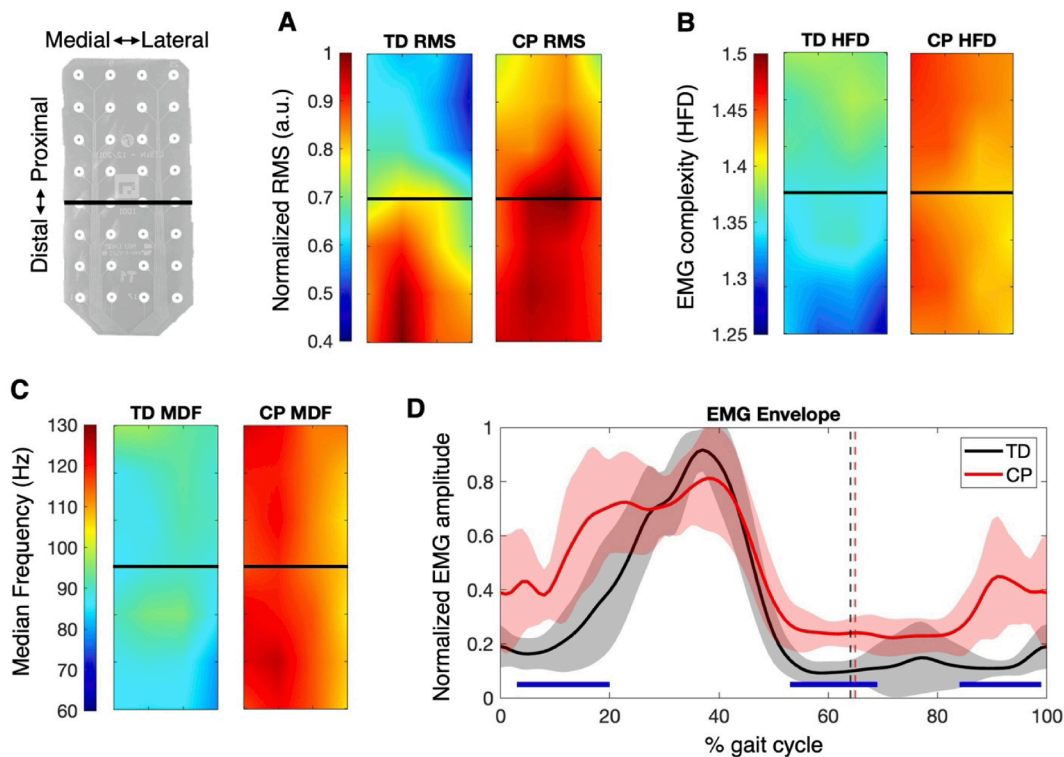 Medial ↔ Lateral
Distal ↔ Proximal
A
TD RMS
CP RMS
Normalized RMS (a.u.)
1
0.9
0.8
0.7
0.6
0.5
0.4
B
TD HFD
CP HFD
EMG complexity (HFD)
1.5
1.45
1.4
1.35
1.3
1.25
C
TD MDF
CP MDF
Median Frequency (Hz)
130
120
110
100
90
80
70
60
D
EMG Envelope
Normalized EMG amplitude
1
0.8
0.6
0.4
0.2
0
TD
CP
0 20 40 60 80 100
% gait cycle